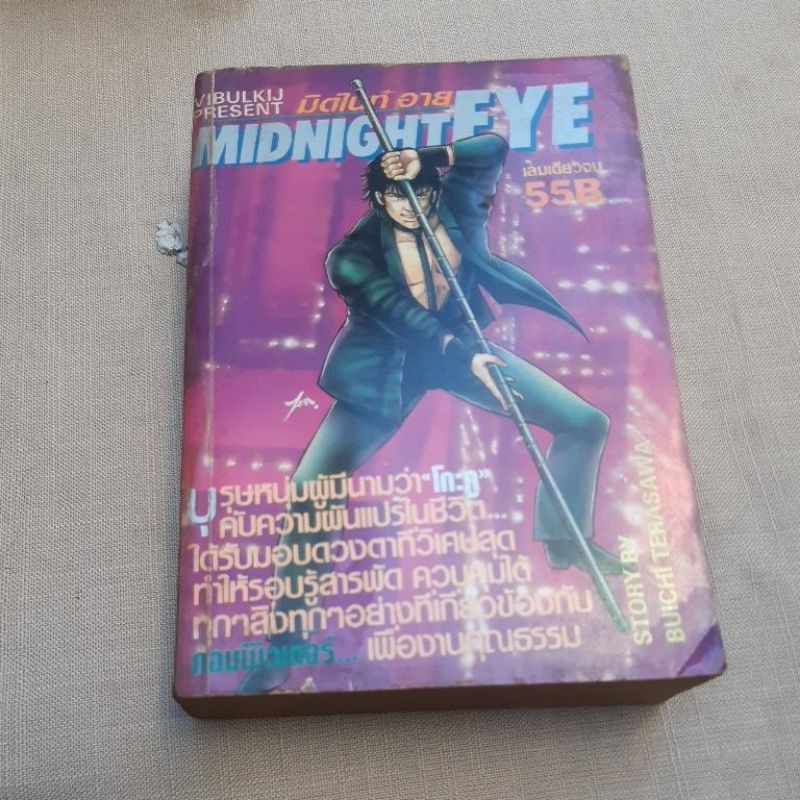 VIBULKIJ
PRESENT
มิดไนท์ อาย
MIDNIGHT EYE
เล่มเดียวจบ
55B
บุรุษหนุ่มผู้มีนามว่า "โกะคู"
กับความผันแปรในชีวิต...
ได้รับมอบดวงตาที่วิเศษสุด
ทำให้รอบรู้สารพัด ควบคุมได้
ทุกๆสิ่งทุกๆอย่างที่เกี่ยวข้องกับ
คอมพิวเตอร์... เพื่องานคุณธรรม
STORY BY
BUICHI TERASAWA